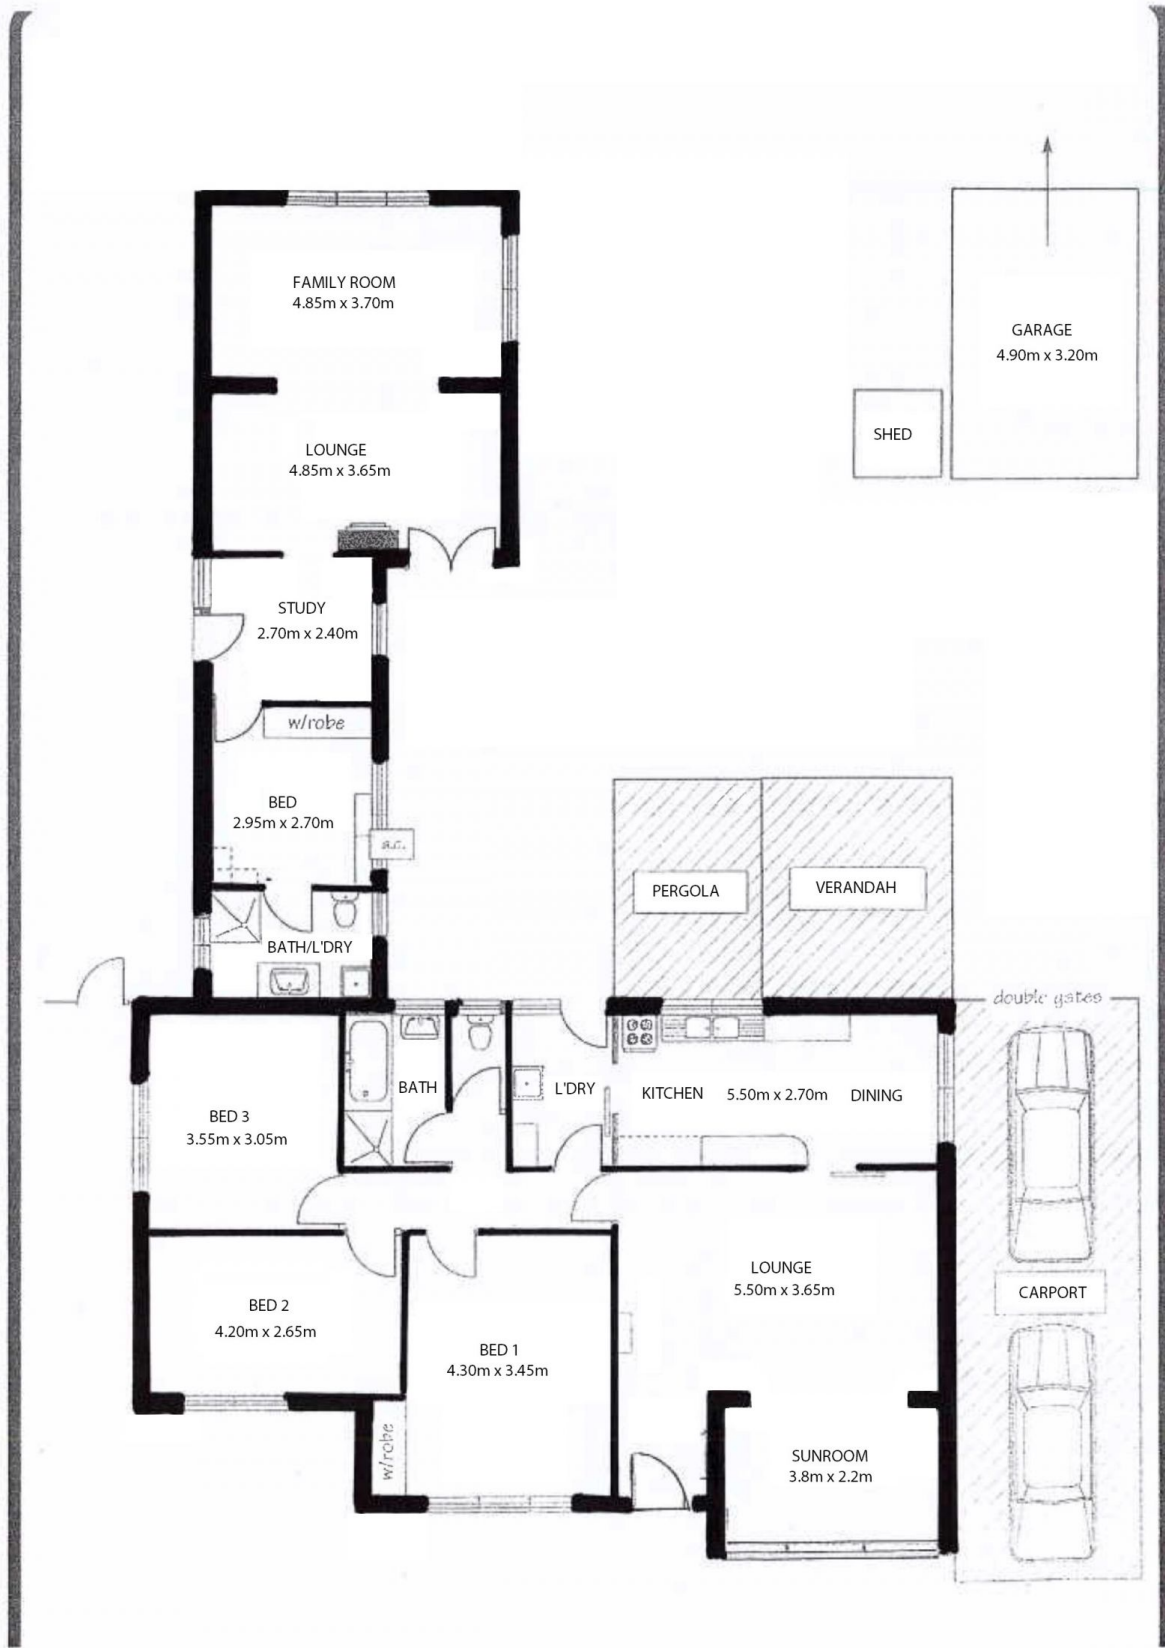 FAMILY ROOM
4.85m x 3.70m
GARAGE
4.90m x 3.20m
SHED
LOUNGE
4.85m x 3.65m
STUDY
2.70m x 2.40m
w/robe
BED
2.95m x 2.70m
a.c.
PERGOLA
VERANDAH
BATH/L'DRY
double gates
BATH
L'DRY
KITCHEN 5.50m x 2.70m DINING
BED 3
3.55m x 3.05m
LOUNGE
5.50m x 3.65m
CARPORT
BED 2
4.20m x 2.65m
BED 1
4.30m x 3.45m
w/robe
SUNROOM
3.8m x 2.2m